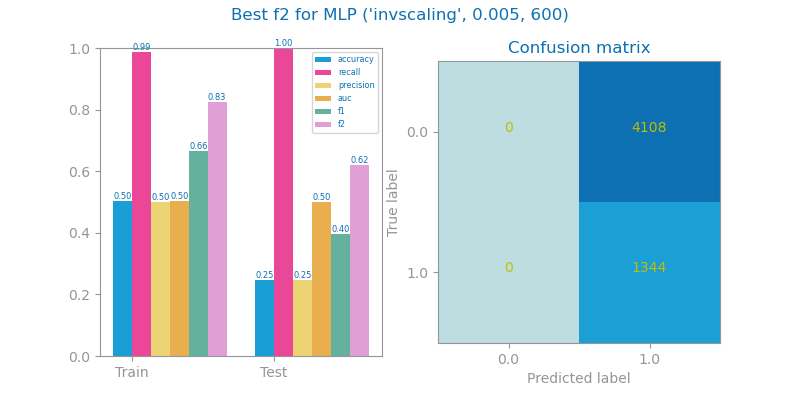 Best f2 for MLP ('invscaling', 0.005, 600)
1.0
0.8
0.6
0.4
0.2
0.0
0.50
0.99
0.50
0.50
0.66
0.83
0.25
1.00
0.25
0.50
0.40
0.62
Train
Test
accuracy
recall
precision
auc
f1
f2
Confusion matrix
True label
0.0
1.0
0
4108
0
1344
0.0
1.0
Predicted label